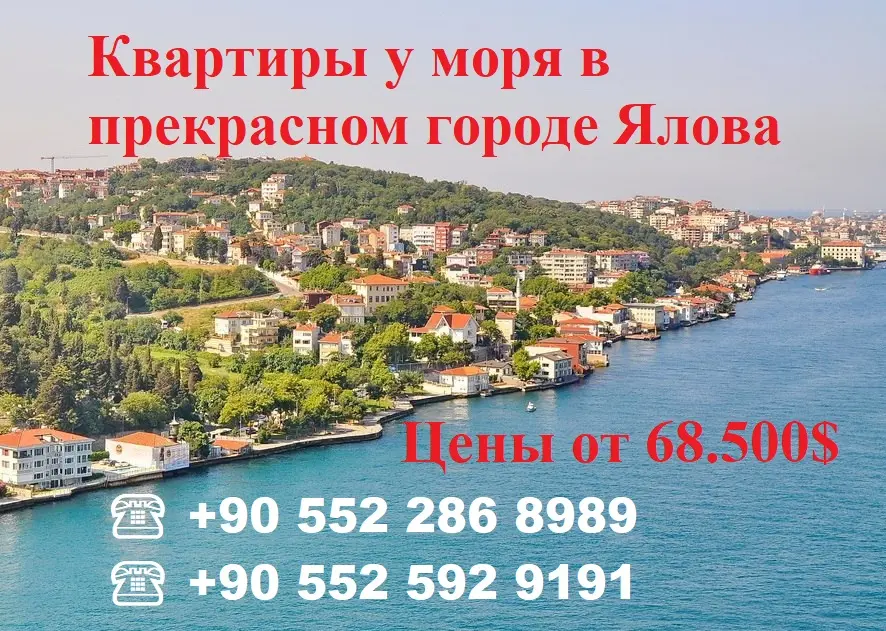 Квартиры у моря в
прекрасном городе Ялова
Цены от 68.500$
+90 552 286 8989
+90 552 592 9191